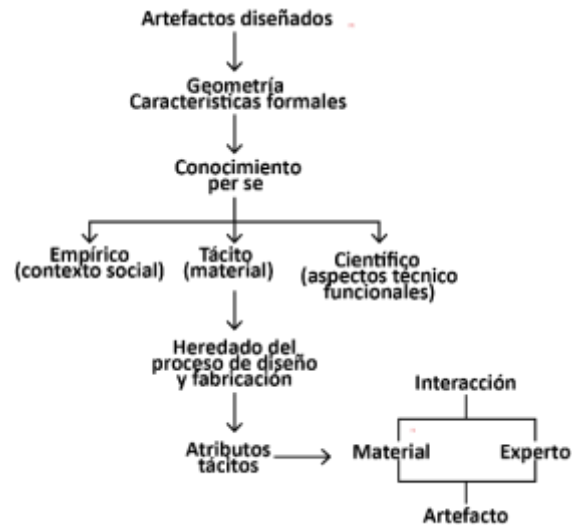 Artefactos diseñados
Geometría
Características formales
Conocimiento
per se
Empírico
(contexto social)
Tácito
(material)
Científico
(aspectos técnico
funcionales)
Heredado del
proceso de diseño
y fabricación
Atributos
tácitos
Interacción
Material
Experto
Artefacto